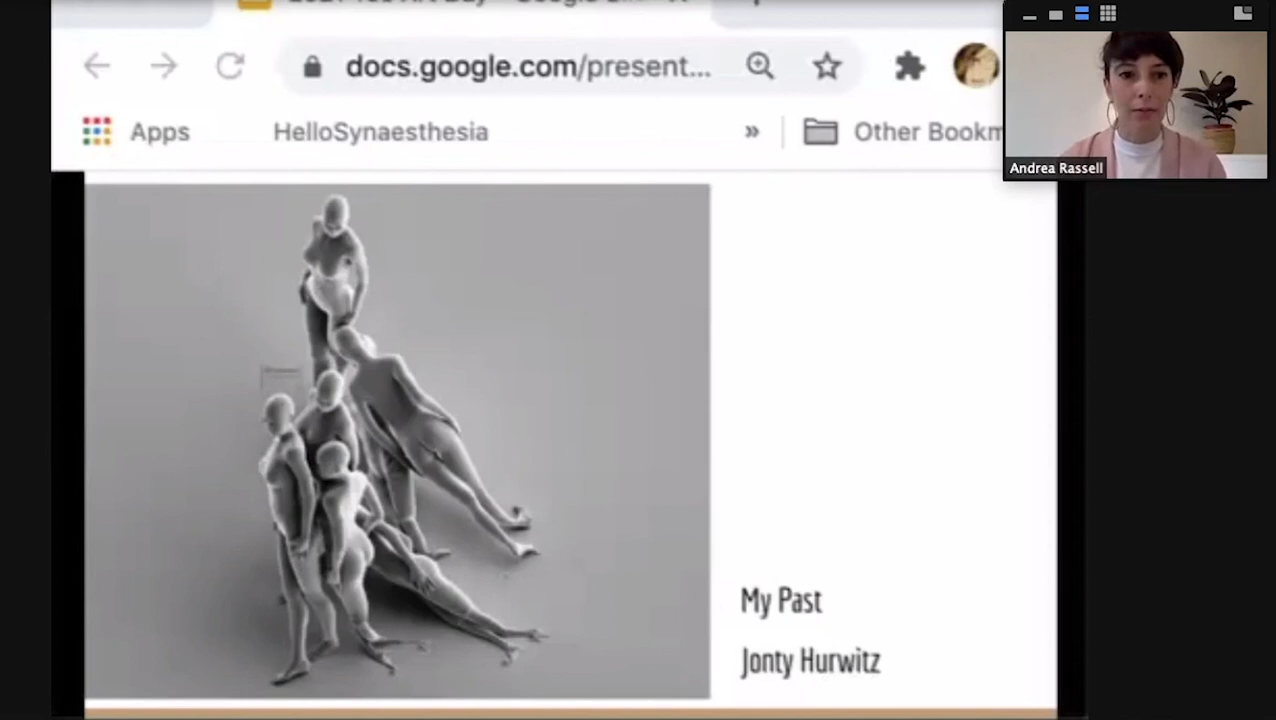 docs.google.com/present...
Apps
HelloSynaesthesia
»
Other Bookm
Andrea Rassell
My Past
Jonty Hurwitz